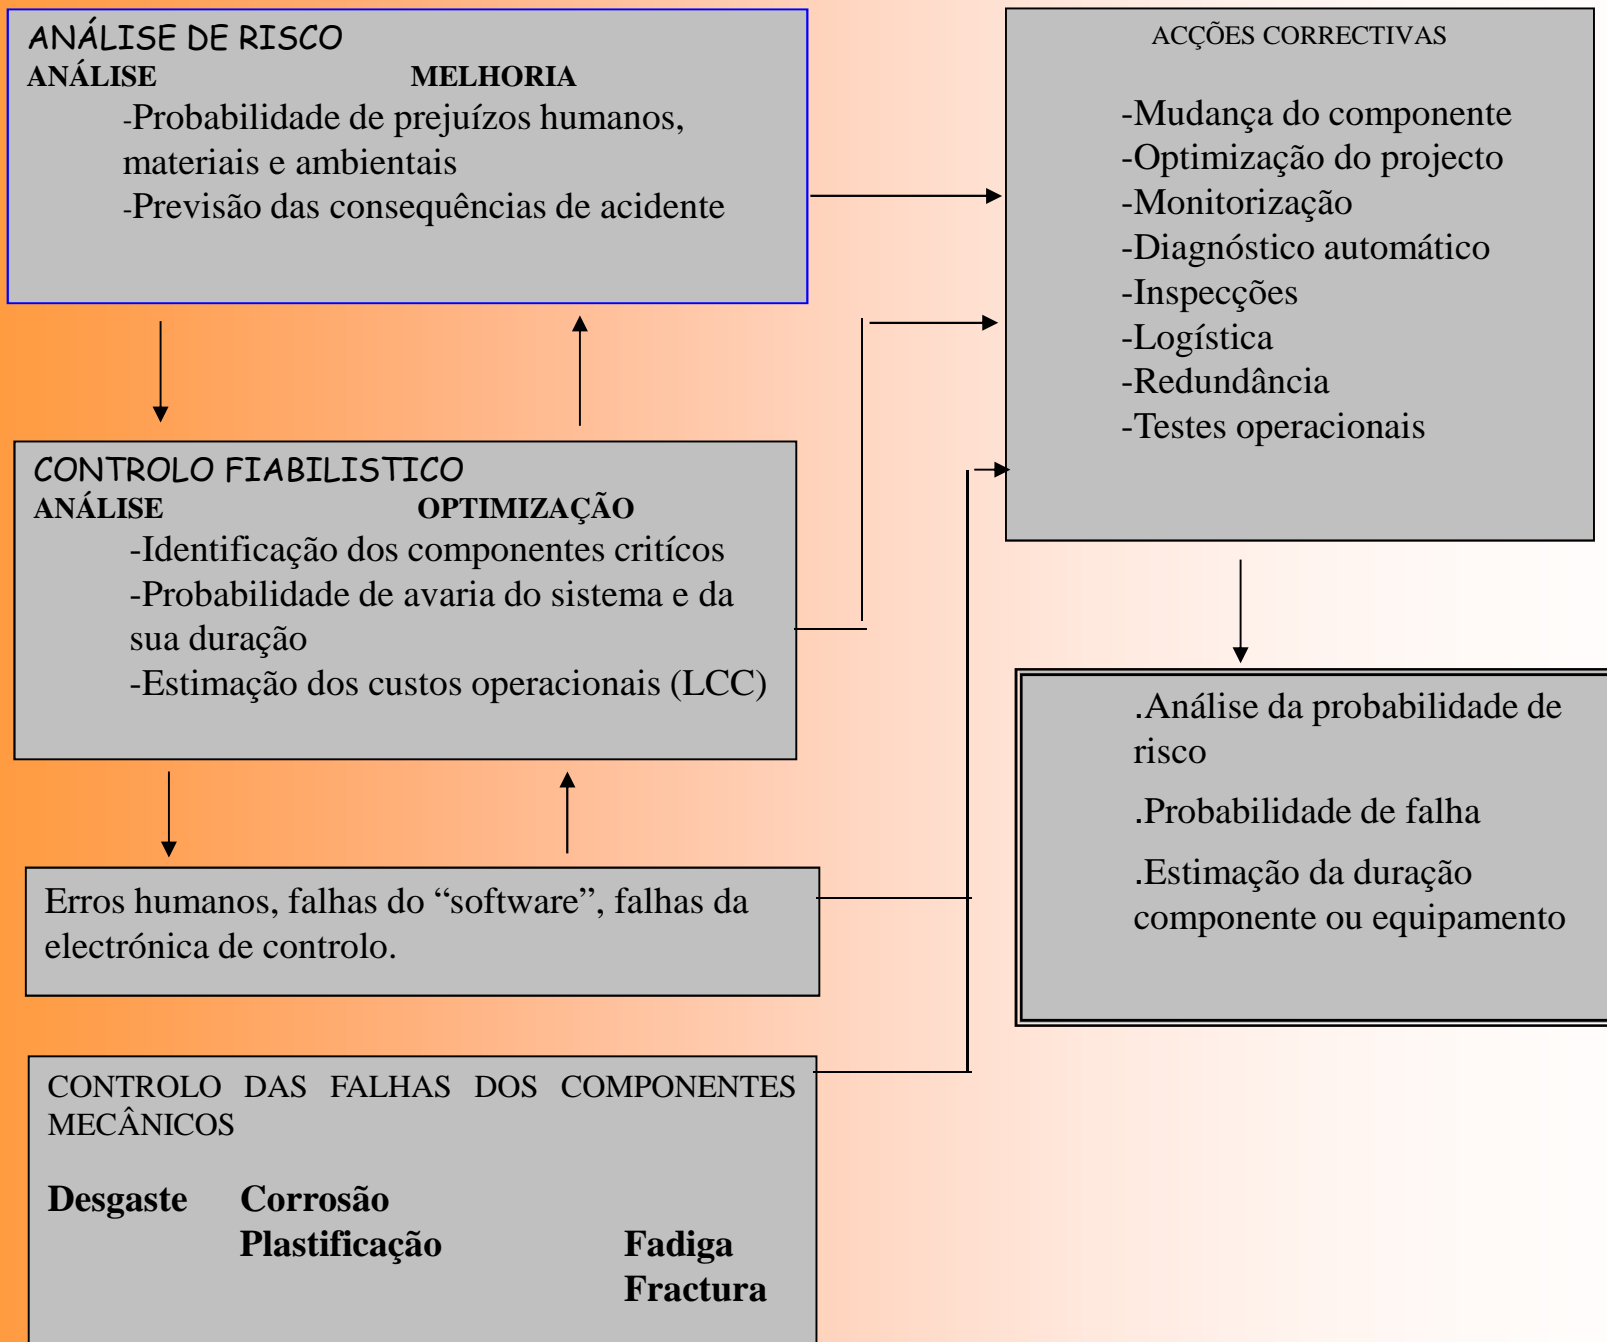 ANÁLISE DE RISCO
ANÁLISE MELHORIA
-Probabilidade de prejuízos humanos,
materiais e ambientais
-Previsão das consequências de acidente
CONTROLO FIABILISTICO
ANÁLISE OPTIMIZAÇÃO
-Identificação dos componentes critícos
-Probabilidade de avaria do sistema e da
sua duração
-Estimação dos custos operacionais (LCC)
Erros humanos, falhas do “software”, falhas da
electrónica de controlo.
CONTROLO DAS FALHAS DOS COMPONENTES
MECÂNICOS
Desgaste Corrosão
Plastificação Fadiga
Fractura
ACÇÕES CORRECTIVAS
-Mudança do componente
-Optimização do projecto
-Monitorização
-Diagnóstico automático
-Inspecções
-Logística
-Redundância
-Testes operacionais
.Análise da probabilidade de
risco
.Probabilidade de falha
.Estimação da duração
componente ou equipamento